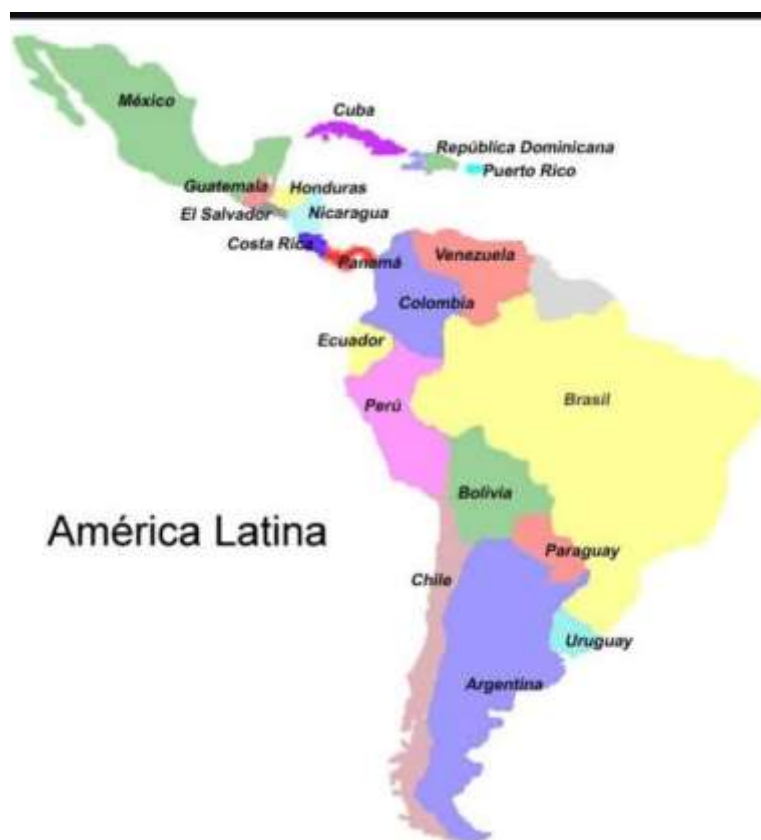 México
Cuba
República Dominicana
Puerto Rico
Guatemala
Honduras
El Salvador
Nicaragua
Costa Rica
Panamá
Venezuela
Colombia
Ecuador
Perú
Brasil
Bolivia
América Latina
Paraguay
Chile
Uruguay
Argentina